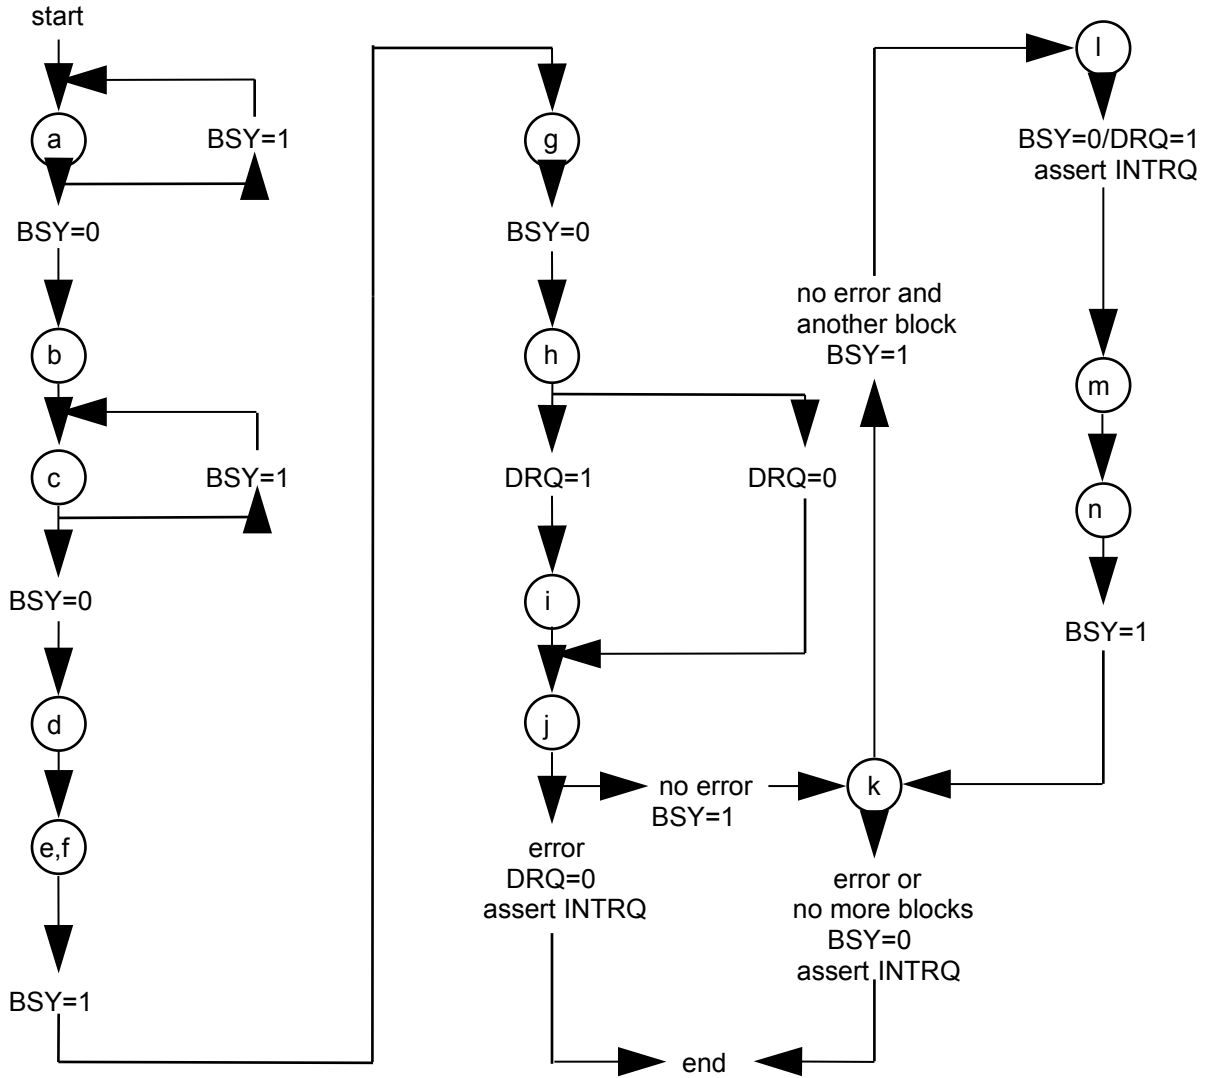 start
a
BSY=1
BSY=0
b
c
BSY=1
BSY=0
d
e,f
BSY=1
g
BSY=0
h
DRQ=1
DRQ=0
i
j
no error
BSY=1
error
DRQ=0
assert INTRQ
k
no error and
another block
BSY=1
error or
no more blocks
BSY=0
assert INTRQ
l
BSY=0/DRQ=1
assert INTRQ
m
n
BSY=1
end